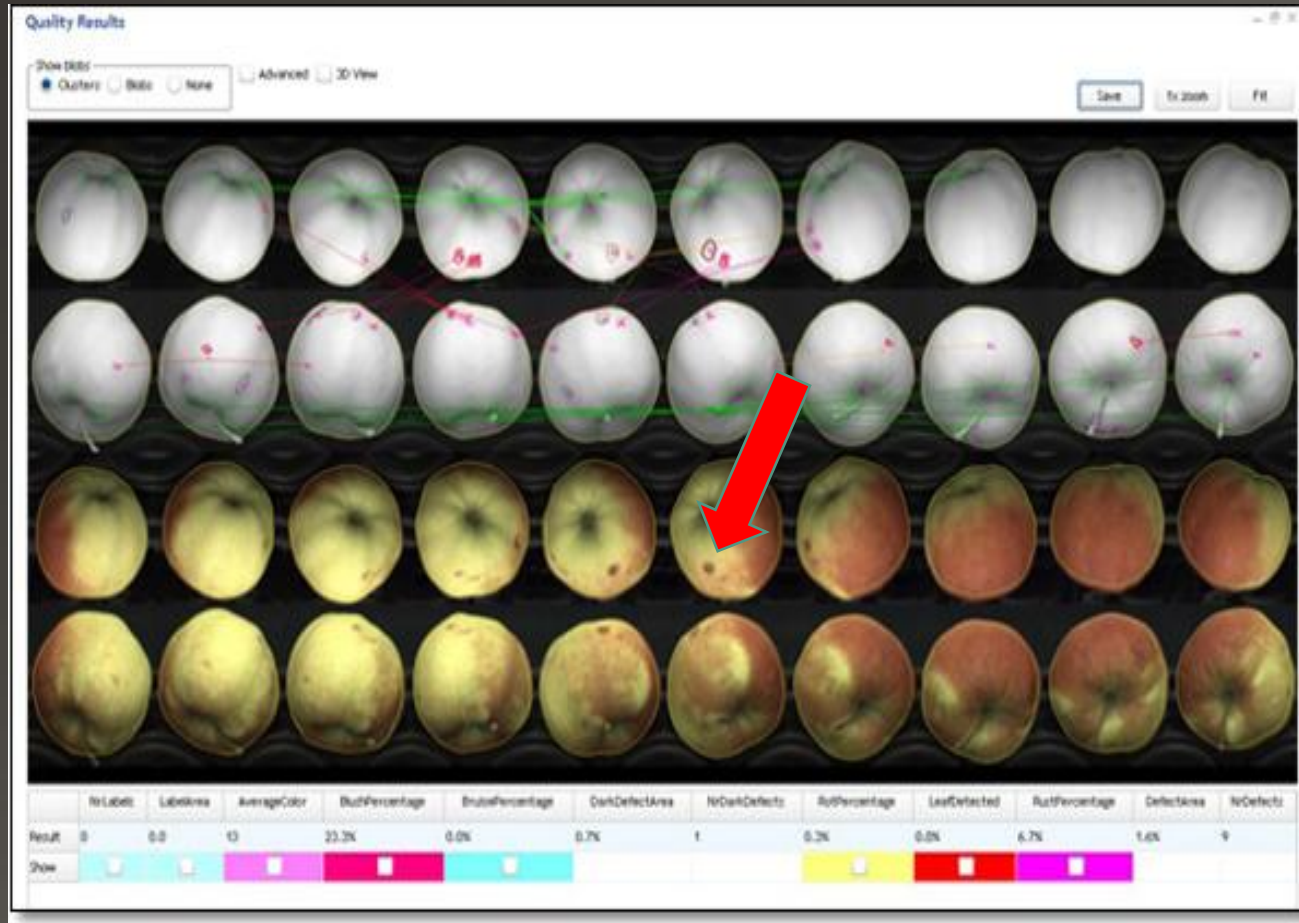 Quality Results
Show blobs
Clusters Blobs None Advanced 3D View
Save 1x zoom Fit
NrLabels LabelArea AverageColor BlushPercentage BruisePercentage DarkDefectArea NrDarkDefects RotPercentage LeafDetected RustPercentage DefectArea NrDefects
Result 0 0.0 13 23.3% 0.0% 0.7% 1 0.3% 0.0% 6.7% 1.6% 9
Show